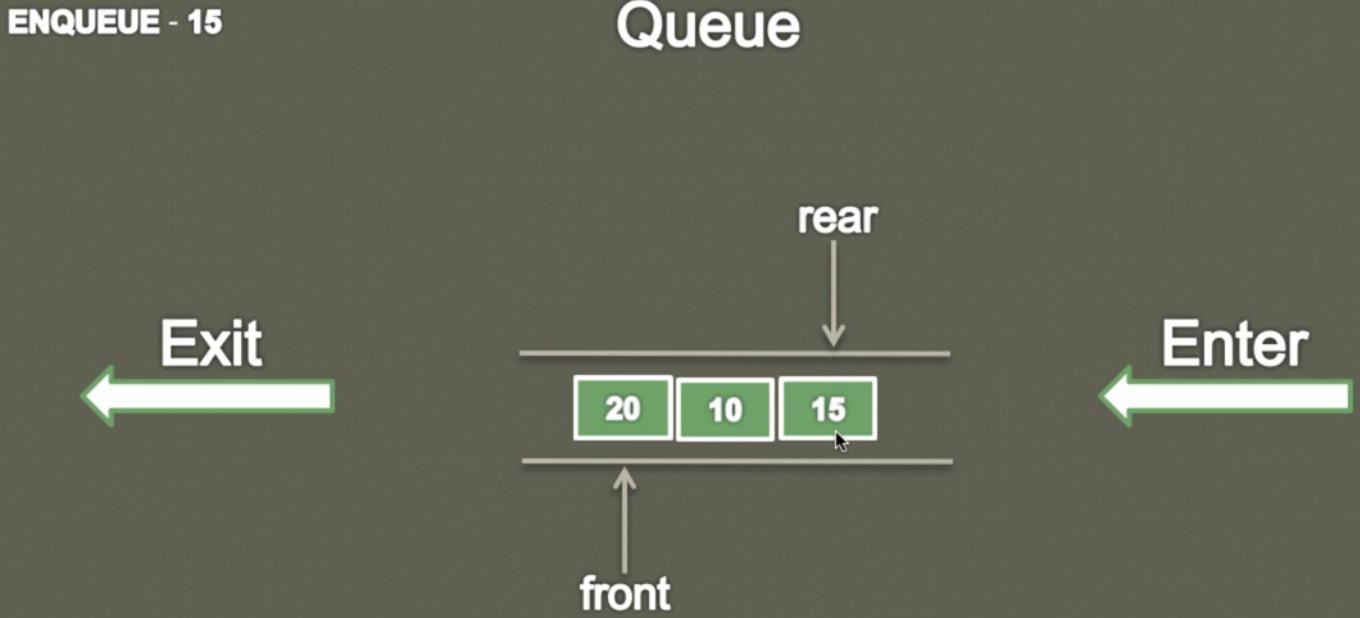 ENQUEUE - 15
Queue
rear
Exit
Enter
20 10 15
front